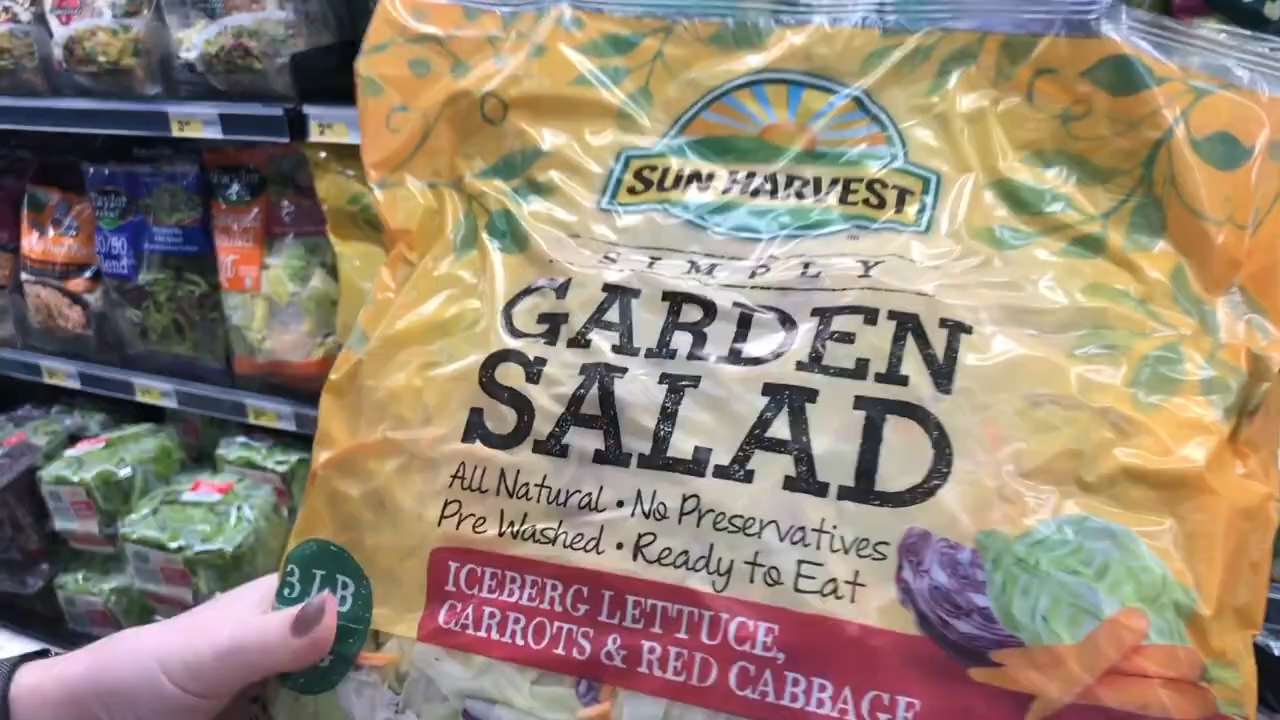 SUN HARVEST
SIMPLY
GARDEN
SALAD
All Natural • No Preservatives
Pre Washed • Ready to Eat
ICEBERG LETTUCE,
CARROTS & RED CABBAGE
3 LB
Taylor
50/50
Blend